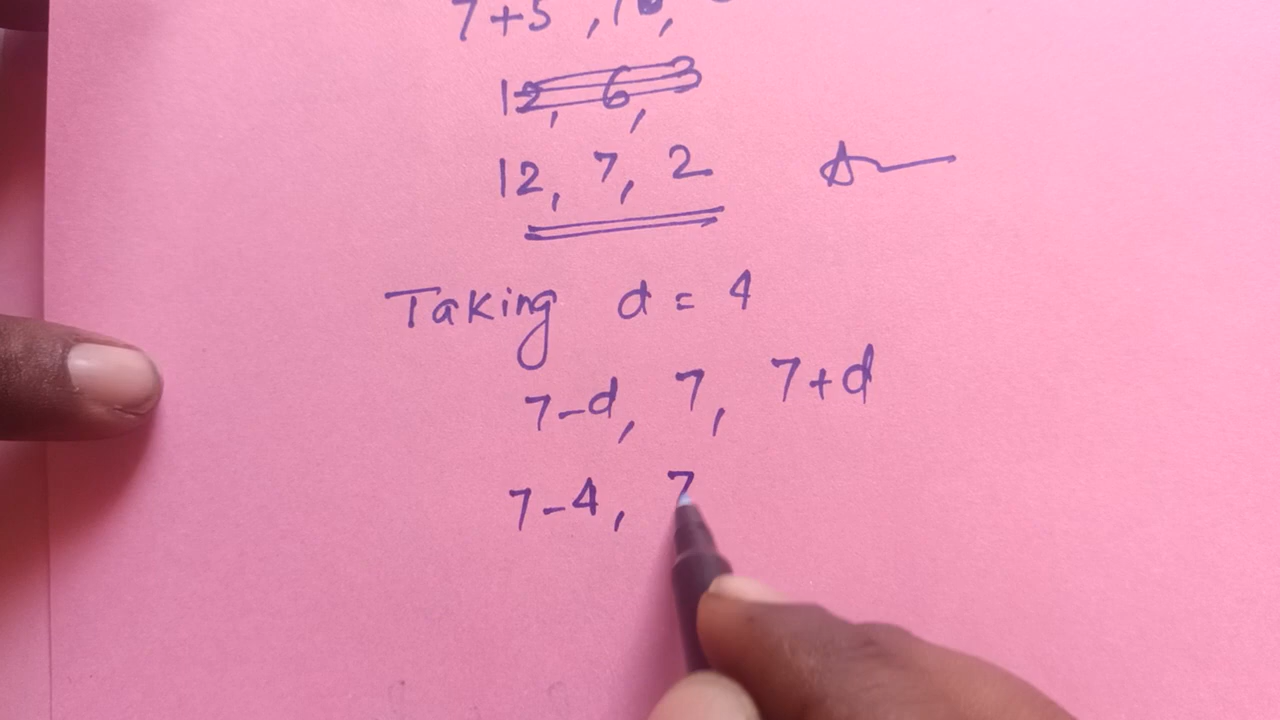 7+5
12, 6, 3
12, 7, 2
Taking d = 4
7-d, 7, 7+d
7-4, 7